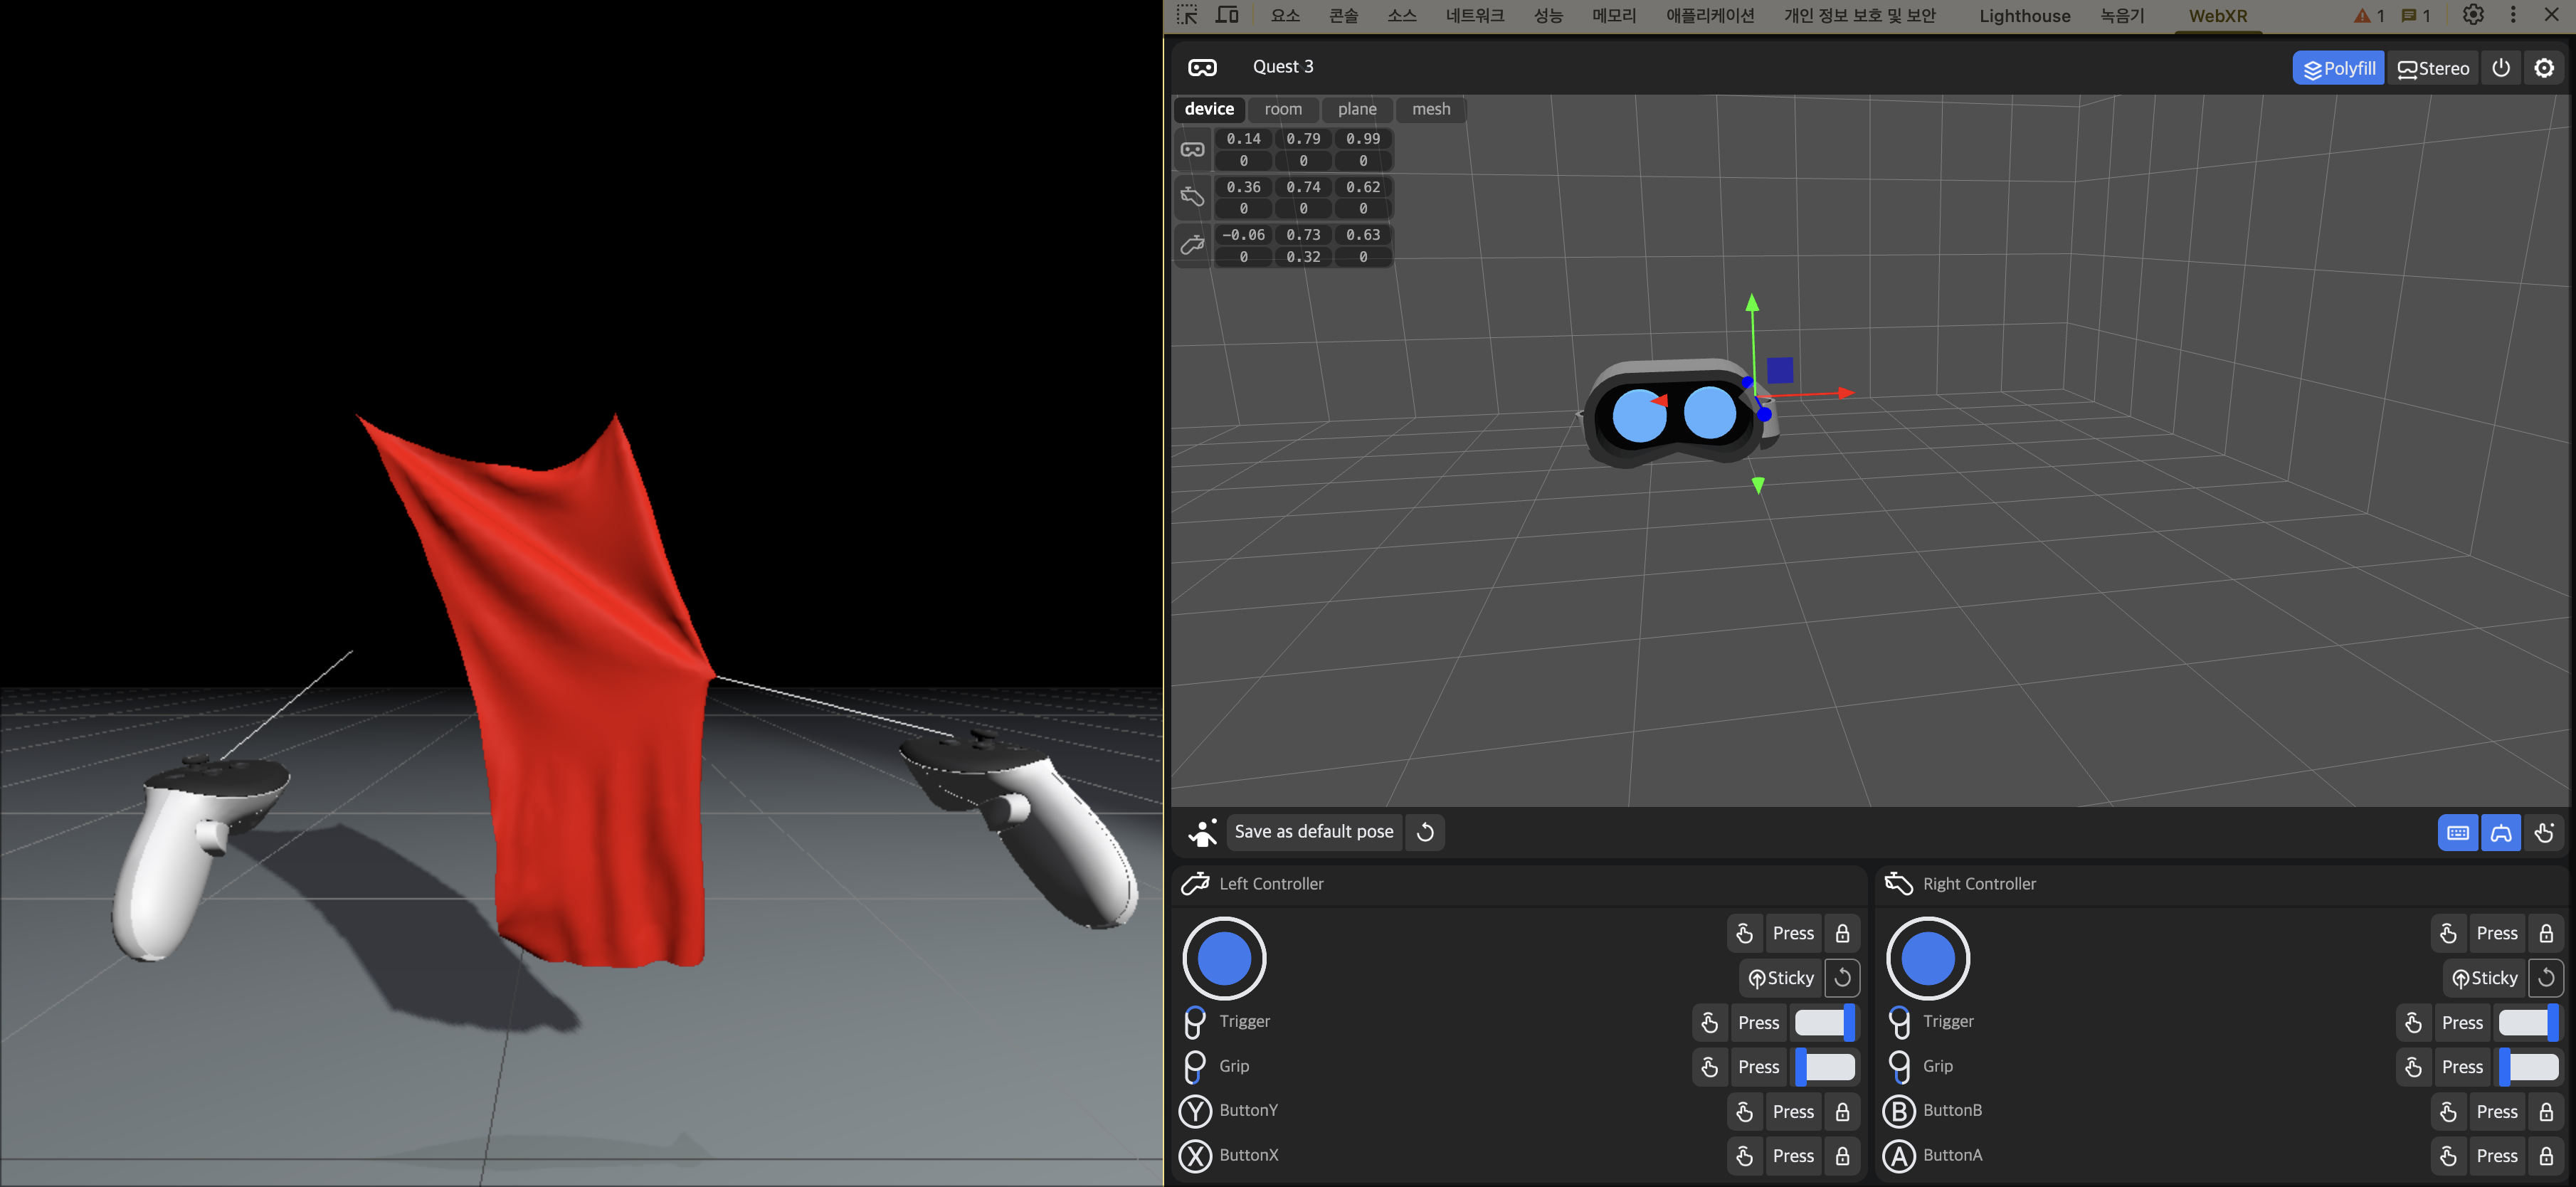 요소 콘솔 소스 네트워크 성능 메모리 애플리케이션 개인 정보 보호 및 보안 Lighthouse 녹음기 WebXR 1 1
Quest 3 Polyfill Stereo
device room plane mesh
0.14 0.79 0.99
0 0 0
0.36 0.74 0.62
0 0 0
-0.06 0.73 0.63
0 0.32 0
Save as default pose
Left Controller
Press
Sticky
Trigger Press
Grip Press
Y ButtonY Press
X ButtonX Press
Right Controller
Press
Sticky
Trigger Press
Grip Press
B ButtonB Press
A ButtonA Press